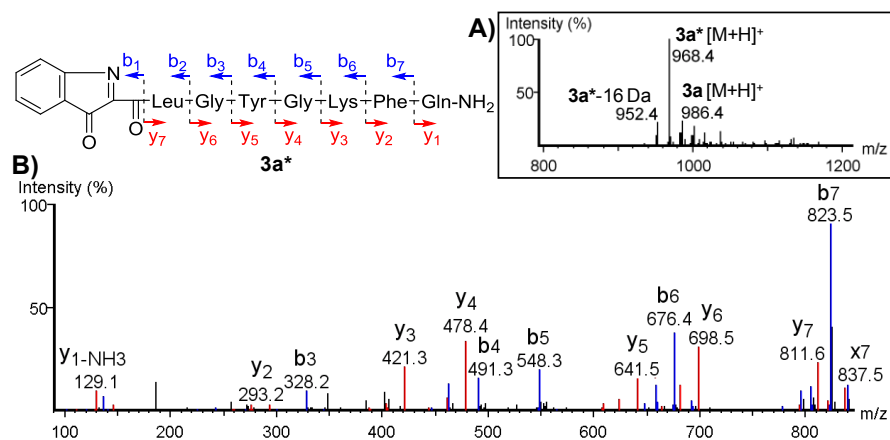 A)
Intensity (%)
100
50
3a* [M+H]+
968.4
3a*-16 Da
952.4
3a [M+H]+
986.4
800
1000
1200
m/z
b1 b2 b3 b4 b5 b6 b7
N
O
O
Leu-Gly-Tyr-Gly-Lys-Phe-Gln-NH2
y7 y6 y5 y4 y3 y2 y1
3a*
B)
Intensity (%)
100
50
y1-NH3
129.1
y2
293.2
b3
328.2
y3
421.3
y4
478.4
b4
491.3
b5
548.3
y5
641.5
b6
676.4
y6
698.5
y7
811.6
b7
823.5
x7
837.5
100 200 300 400 500 600 700 800 m/z